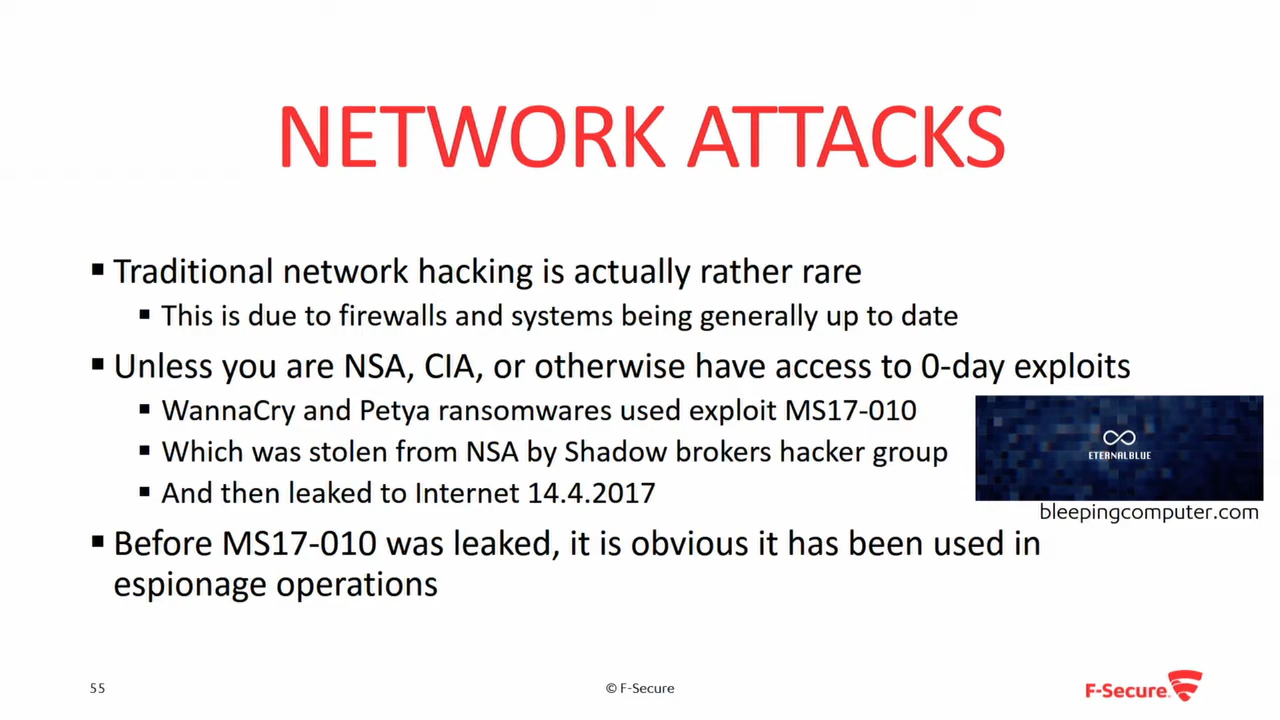 NETWORK ATTACKS
▪ Traditional network hacking is actually rather rare
▪ This is due to firewalls and systems being generally up to date
▪ Unless you are NSA, CIA, or otherwise have access to 0-day exploits
▪ WannaCry and Petya ransomwares used exploit MS17-010
▪ Which was stolen from NSA by Shadow brokers hacker group
▪ And then leaked to Internet 14.4.2017
ETERNALBLUE
bleepingcomputer.com
▪ Before MS17-010 was leaked, it is obvious it has been used in
espionage operations
55
© F-Secure
F-Secure.